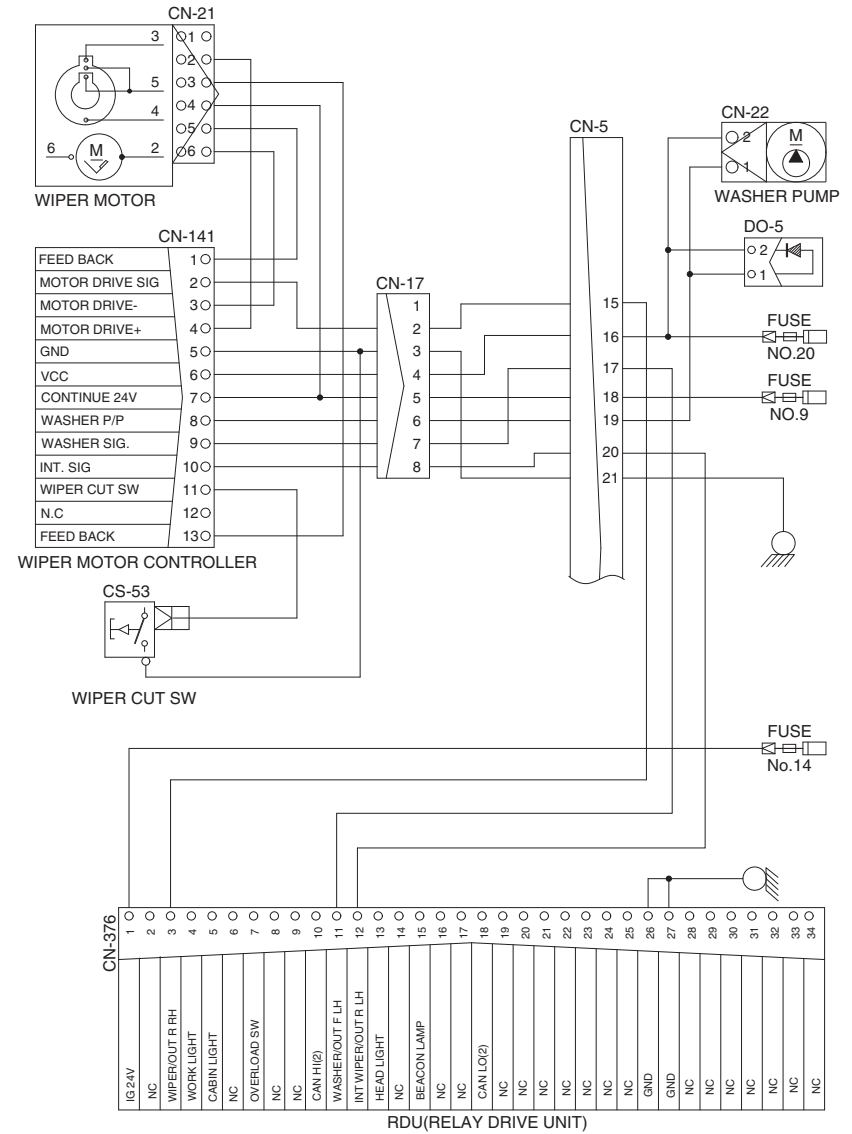 CN-21
3
1
2
5
3
4
4
5
6
M
2
6
WIPER MOTOR
CN-141
FEED BACK 1
MOTOR DRIVE SIG 2
MOTOR DRIVE- 3
MOTOR DRIVE+ 4
GND 5
VCC 6
CONTINUE 24V 7
WASHER P/P 8
WASHER SIG. 9
INT. SIG 10
WIPER CUT SW 11
N.C 12
FEED BACK 13
WIPER MOTOR CONTROLLER
CS-53
WIPER CUT SW
CN-17
1
2
3
4
5
6
7
8
CN-5
15
16
17
18
19
20
21
CN-22
2
M
1
WASHER PUMP
DO-5
2
1
FUSE
NO.20
FUSE
NO.9
FUSE
No.14
CN-376
1 2 3 4 5 6 7 8 9 10 11 12 13 14 15 16 17 18 19 20 21 22 23 24 25 26 27 28 29 30 31 32 33 34
IG 24V
NC
WIPER/OUT R RH
WORK LIGHT
CABIN LIGHT
NC
OVERLOAD SW
NC
NC
CAN HI(2)
WASHER/OUT F LH
INT WIPER/OUT R LH
HEAD LIGHT
NC
BEACON LAMP
NC
NC
CAN LO(2)
NC
NC
NC
NC
NC
NC
NC
GND
GND
NC
NC
NC
NC
NC
NC
NC
RDU(RELAY DRIVE UNIT)